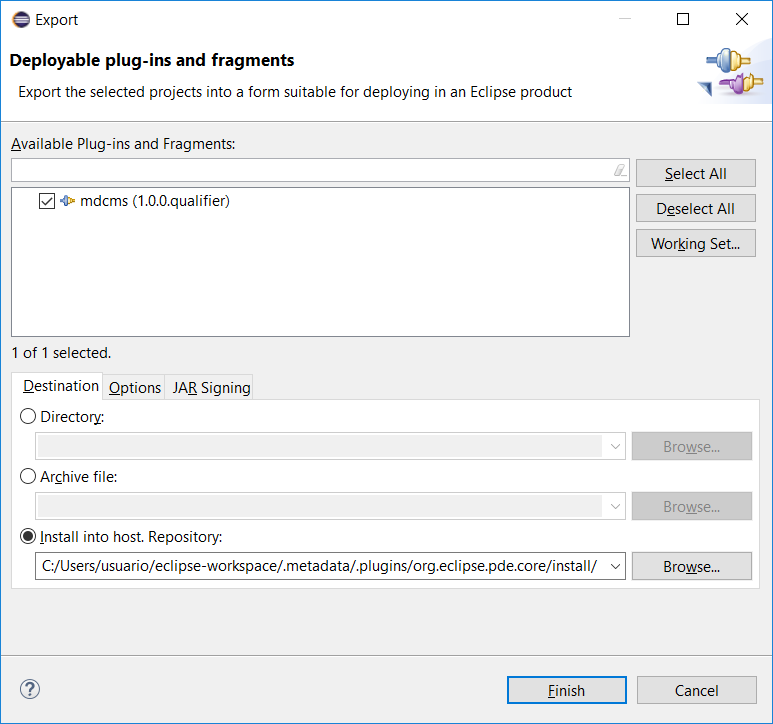 Export
Deployable plug-ins and fragments
Export the selected projects into a form suitable for deploying in an Eclipse product
Available Plug-ins and Fragments:
Select All
mdcms (1.0.0.qualifier)
Deselect All
Working Set...
1 of 1 selected.
Destination Options JAR Signing
Directory:
Browse...
Archive file:
Browse...
Install into host. Repository:
C:/Users/usuario/eclipse-workspace/.metadata/.plugins/org.eclipse.pde.core/install/ Browse...
? Finish Cancel